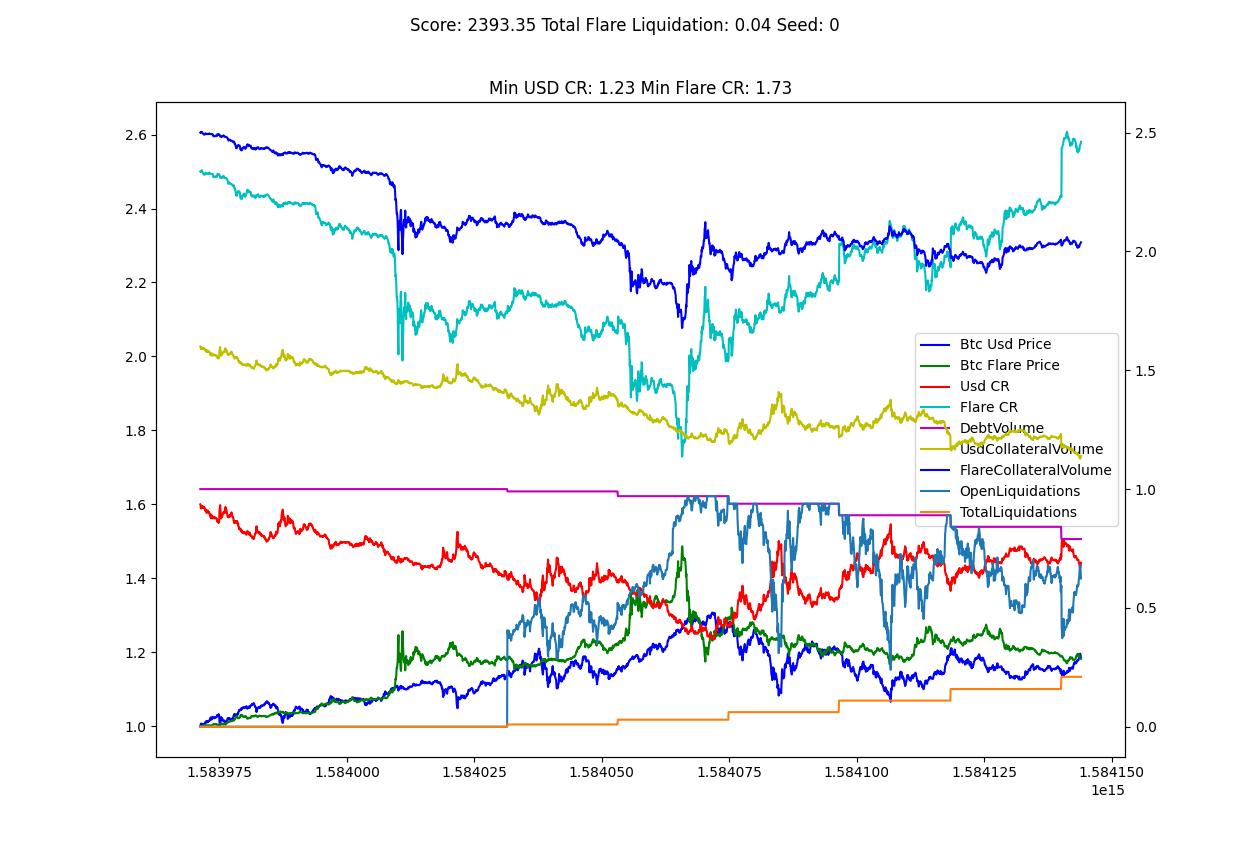 Score: 2393.35 Total Flare Liquidation: 0.04 Seed: 0
Min USD CR: 1.23 Min Flare CR: 1.73
2.6
2.4
2.2
2.0
1.8
1.6
1.4
1.2
1.0
2.5
2.0
1.5
1.0
0.5
0.0
Btc Usd Price
Btc Flare Price
Usd CR
Flare CR
DebtVolume
UsdCollateralVolume
FlareCollateralVolume
OpenLiquidations
TotalLiquidations
1.583975 1.584000 1.584025 1.584050 1.584075 1.584100 1.584125 1.584150
1e15